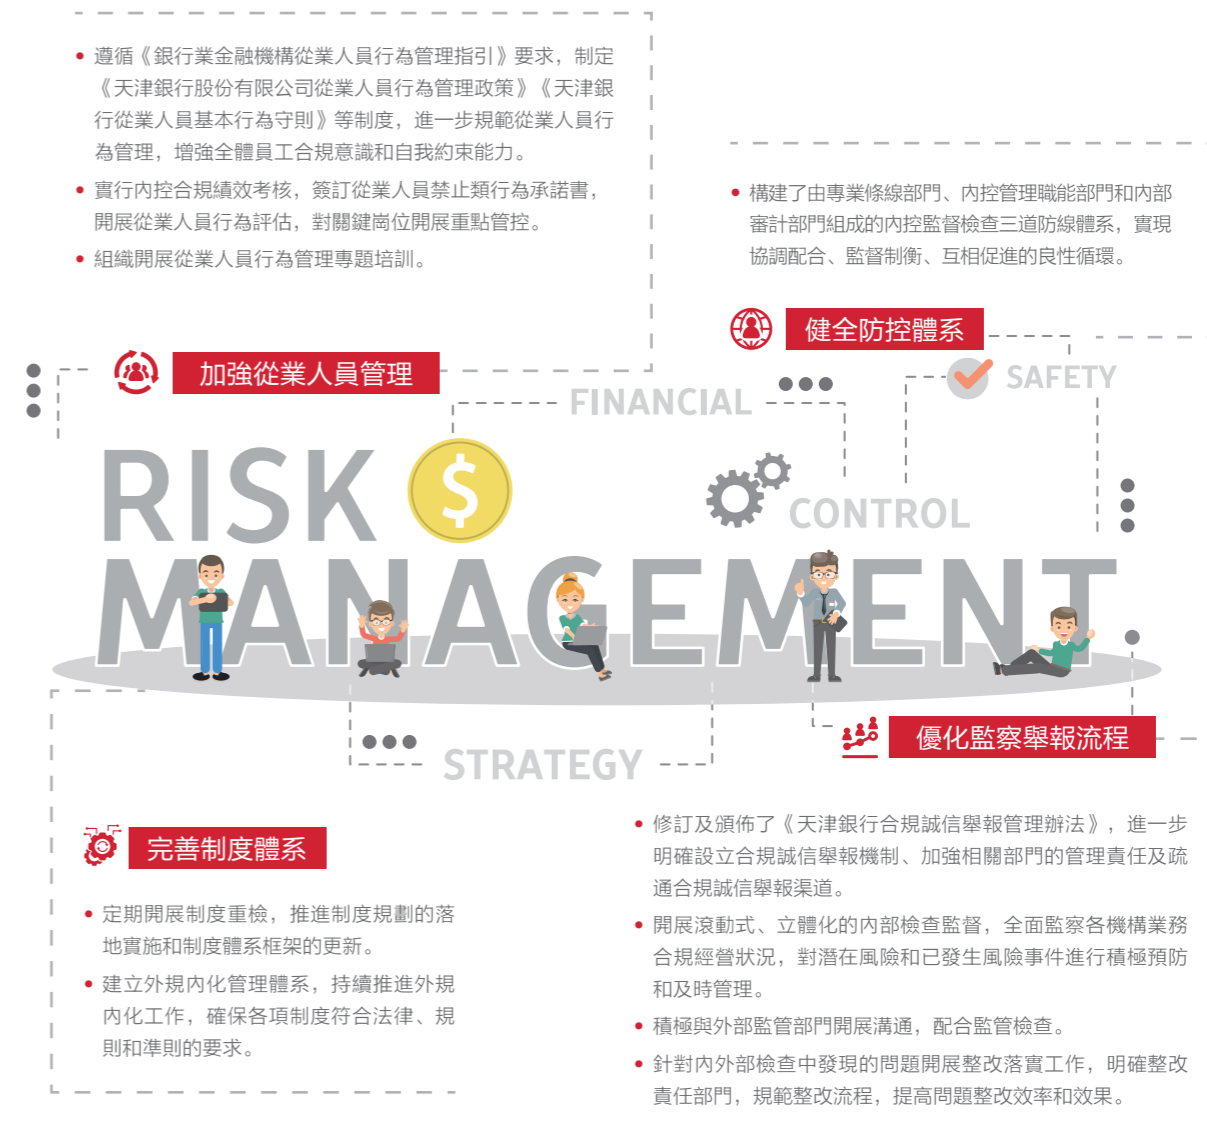 • 遵循《銀行業金融機構從業人員行為管理指引》要求，制定
《天津銀行股份有限公司從業人員行為管理政策》《天津銀
行從業人員基本行為守則》等制度，進一步規範從業人員行
為管理，增強全體員工合規意識和自我約束能力。
• 實行內控合規績效考核，簽訂從業人員禁止類行為承諾書，
開展從業人員行為評估，對關鍵崗位開展重點管控。
• 組織開展從業人員行為管理專題培訓。
加強從業人員管理
• 構建了由專業條線部門、內控管理職能部門和內部
審計部門組成的內控監督檢查三道防線體系，實現
協調配合、監督制衡、互相促進的良性循環。
健全防控體系
SAFETY
FINANCIAL
RISK
$
CONTROL
MANAGEMENT
STRATEGY
完善制度體系
• 定期開展制度重檢，推進制度規劃的落
地實施和制度體系框架的更新。
• 建立外規內化管理體系，持續推進外規
內化工作，確保各項制度符合法律、規
則和準則的要求。
優化監察舉報流程
• 修訂及頒佈了《天津銀行合規誠信舉報管理辦法》，進一步
明確設立合規誠信舉報機制、加強相關部門的管理責任及疏
通合規誠信舉報渠道。
• 開展滾動式、立體化的內部檢查監督，全面監察各機構業務
合規經營狀況，對潛在風險和已發生風險事件進行積極預防
和及時管理。
• 積極與外部監管部門開展溝通，配合監管檢查。
• 針對內外部檢查中發現的問題開展整改落實工作，明確整改
責任部門，規範整改流程，提高問題整改效率和效果。